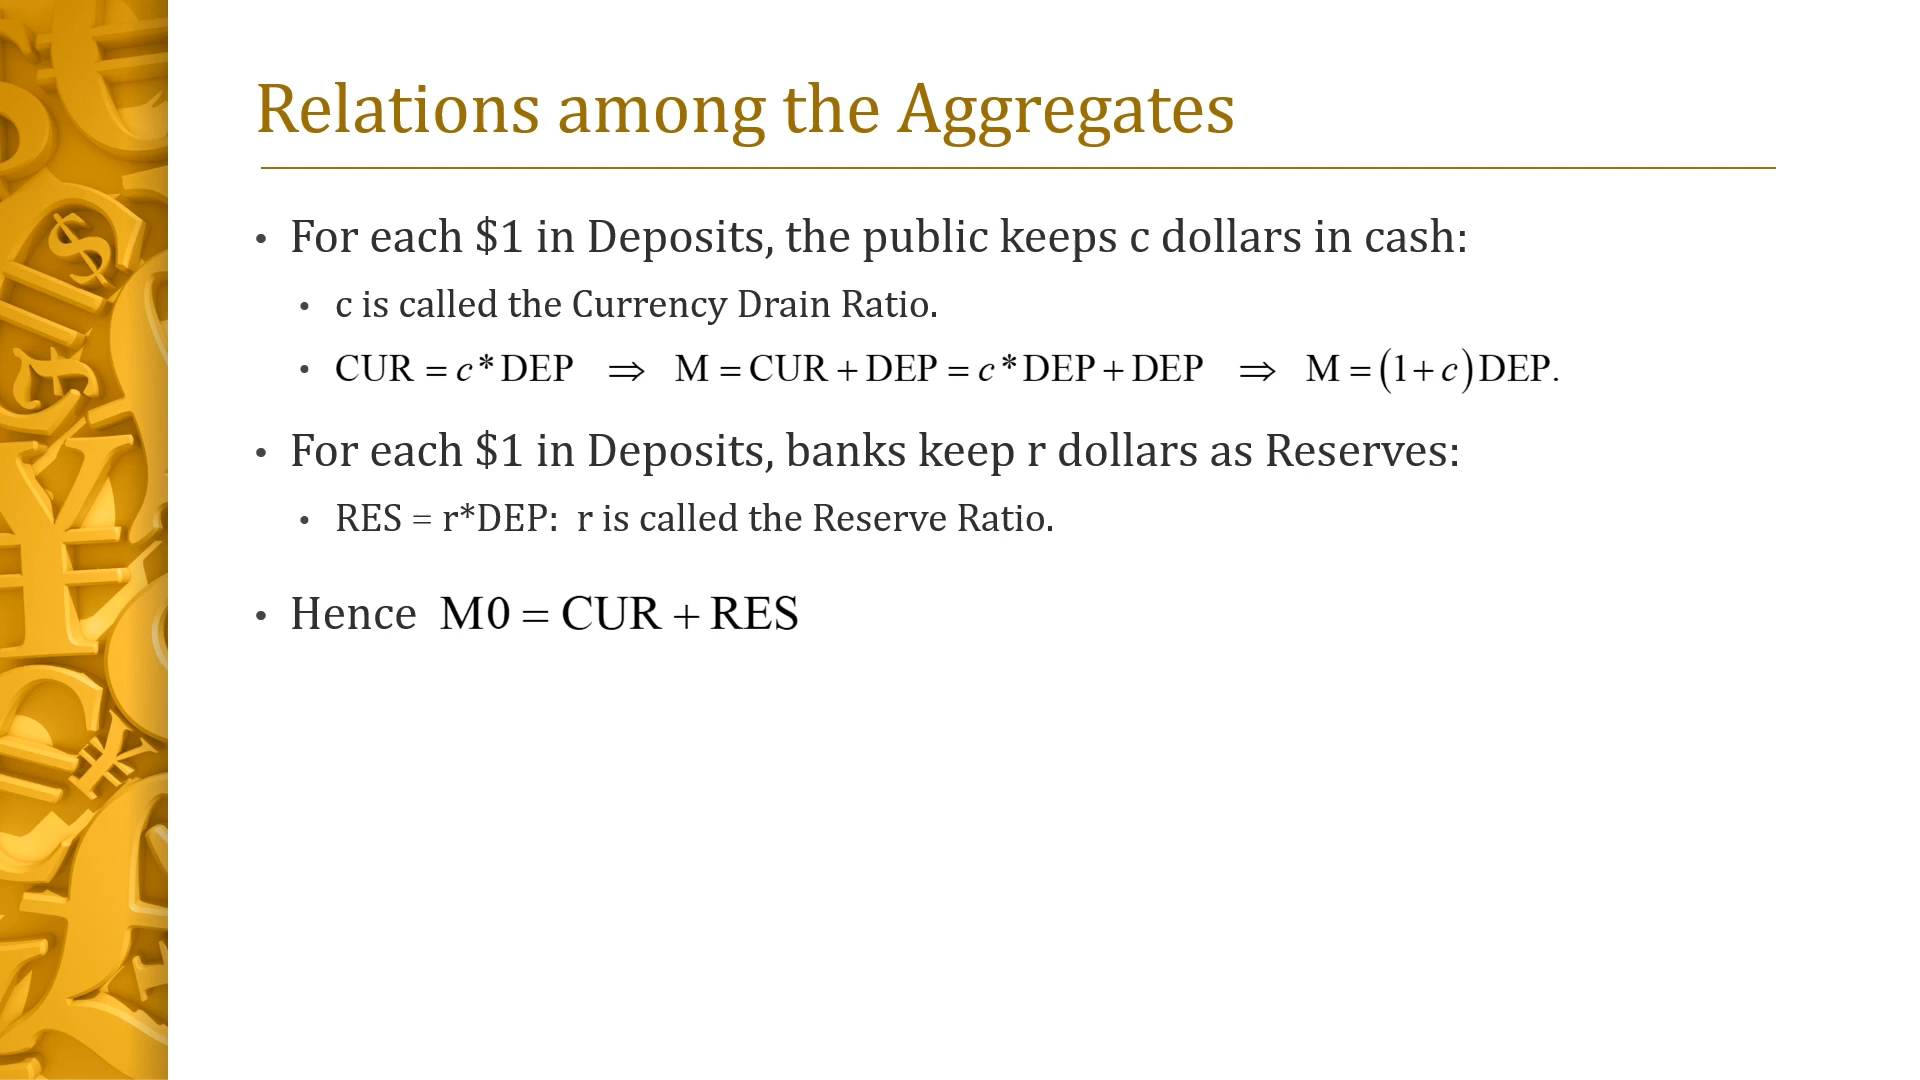 Relations among the Aggregates
• For each $1 in Deposits, the public keeps c dollars in cash:
• c is called the Currency Drain Ratio.
• CUR = c * DEP ⇒ M = CUR + DEP = c * DEP + DEP ⇒ M = (1 + c) DEP.
• For each $1 in Deposits, banks keep r dollars as Reserves:
• RES = r*DEP: r is called the Reserve Ratio.
• Hence M0 = CUR + RES